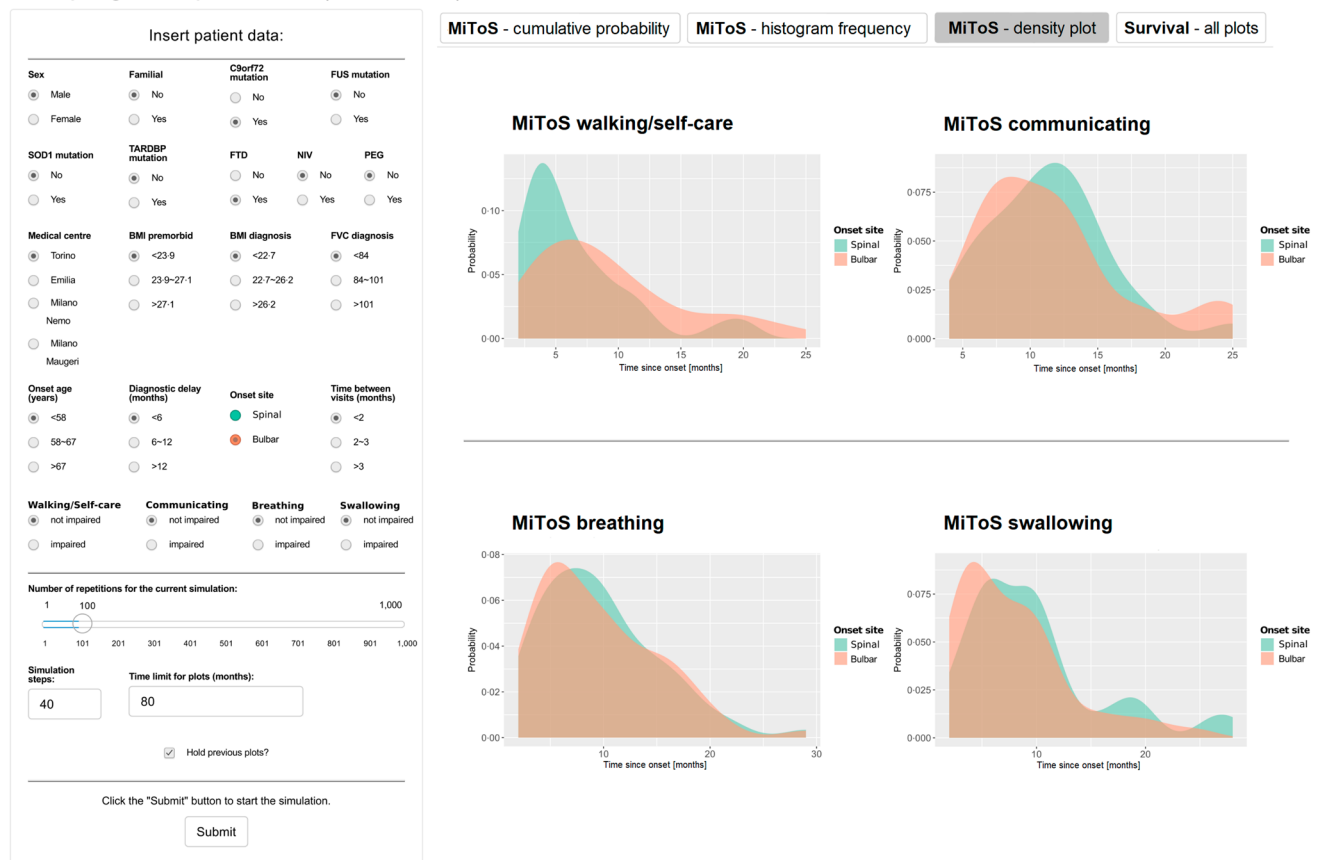 Insert patient data:
Sex
Familial
C9orf72
mutation
FUS mutation
Male
No
No
No
Female
Yes
Yes
Yes
SOD1 mutation
TARDBP
mutation
FTD
NIV
PEG
No
No
No
No
No
Yes
Yes
Yes
Yes
Yes
Medical centre
BMI premorbid
BMI diagnosis
FVC diagnosis
Torino
<23·9
<22·7
<84
Emilia
23·9~27·1
22·7~26·2
84~101
Milano
Nemo
>27·1
>26·2
>101
Milano
Maugeri
Onset age
(years)
Diagnostic delay
(months)
Onset site
Time between
visits (months)
<58
<6
Spinal
<2
58~67
6~12
Bulbar
2~3
>67
>12
>3
Walking/Self-care
Communicating
Breathing
Swallowing
not impaired
not impaired
not impaired
not impaired
impaired
impaired
impaired
impaired
Number of repetitions for the current simulation:
1 100 1,000
1 101 201 301 401 501 601 701 801 901 1,000
Simulation
steps:
Time limit for plots (months):
40
80
Hold previous plots?
Click the "Submit" button to start the simulation.
Submit
MiToS - cumulative probability
MiToS - histogram frequency
MiToS - density plot
Survival - all plots
MiToS walking/self-care
Probability
0·10
0·05
0·00
5 10 15 20 25
Time since onset [months]
Onset site
Spinal
Bulbar
MiToS communicating
Probability
0·075
0·050
0·025
0·000
5 10 15 20 25
Time since onset [months]
Onset site
Spinal
Bulbar
MiToS breathing
Probability
0·08
0·06
0·04
0·02
0·00
10 20 30
Time since onset [months]
Onset site
Spinal
Bulbar
MiToS swallowing
Probability
0·075
0·050
0·025
0·000
10 20
Time since onset [months]
Onset site
Spinal
Bulbar